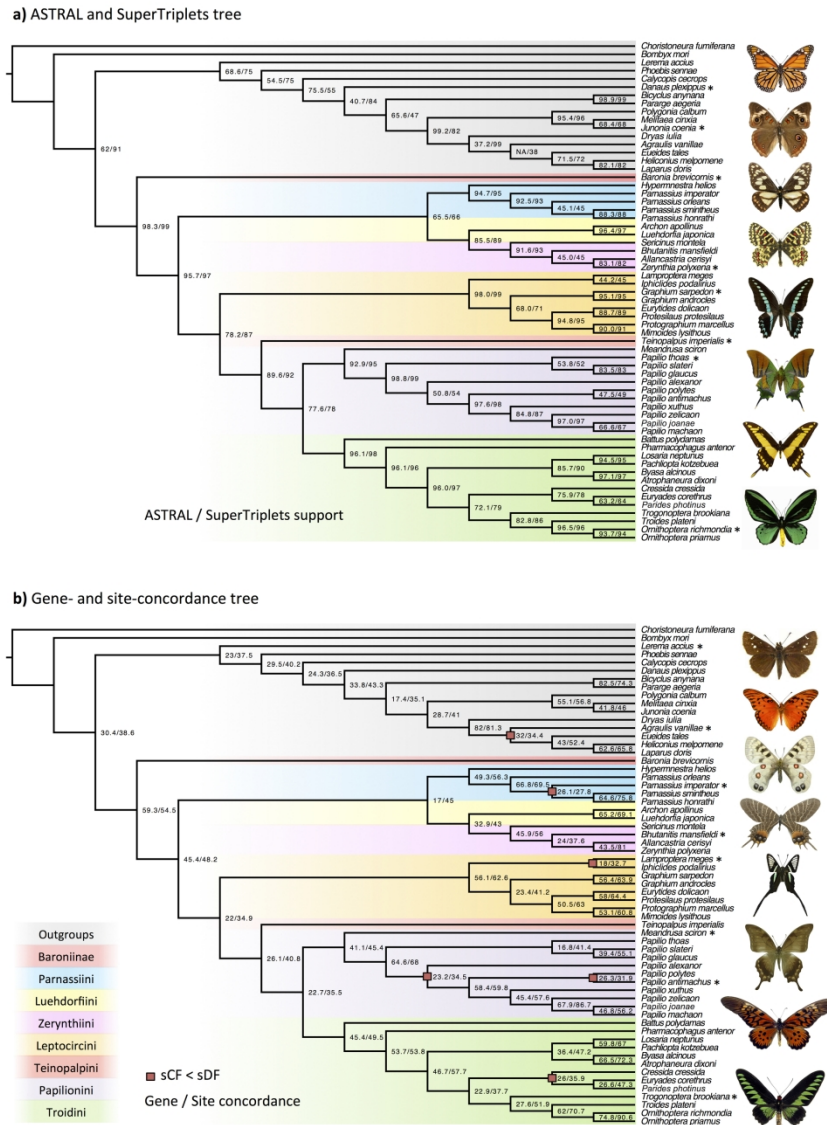 a) ASTRAL and SuperTriplets tree
Choristoneura fumiferana
Bombyx mori
Lerema accius
68.6/75
Phoebis sennae
54.5/75
Calycopis cecrops
75.5/55
Danaus plexippus *
40.7/84
Bicyclus anynana
98.9/99
Pararge aegeria
65.6/47
Polygonia calbum
95.4/96
Melitaea cinxia
68.4/68
Junonia coenia *
99.2/82
Dryas iulia
37.2/99
Agraulis vanillae
NA/38
Eueides tales
71.5/72
Heliconius melpomene
82.1/82
Laparus doris
62/91
Baronia brevicornis *
98.3/99
Hypermnestra helios
94.7/95
Parnassius imperator
92.5/93
Parnassius orleans
45.1/45
Parnassius smintheus
88.3/88
Parnassius honrathi
65.5/66
Archon apollinus
96.4/97
Luehdorfia japonica
85.5/89
Sericinus montela
91.6/93
Bhutanitis mansfieldi
45.0/45
Allancastria cerisyi
83.1/82
Zerynthia polyxena *
95.7/97
Lamproptera meges
44.2/45
Iphiclides podalirius
98.0/99
Graphium sarpedon *
95.1/95
Graphium androcles
68.0/71
Eurytides dolicaon
88.7/89
Protesilaus protesilaus
94.8/95
Protographium marcellus
90.0/91
Mimoides lysithous
78.2/87
Teinopalpus imperialis *
89.6/92
Meandrusa sciron
92.9/95
Papilio thoas *
53.8/52
Papilio slateri
83.5/83
Papilio glaucus
98.8/99
Papilio alexanor
50.8/54
Papilio polytes
47.5/49
Papilio antimachus
97.6/98
Papilio xuthus
84.8/87
Papilio zelicaon
97.0/97
Papilio joanae
66.6/67
Papilio machaon
77.6/78
Battus polydamas
96.1/98
Pharmacophagus antenor
96.1/96
Losaria neptunus
94.5/95
Pachliopta kotzebuea
85.7/90
Byasa alcinous
97.1/97
Atrophaneura dixoni
96.0/97
Cressida cressida
75.9/78
Euryades corethrus
63.2/64
Parides photinus
72.1/79
Trogonoptera brookiana
82.8/86
Troides plateni
96.5/96
Ornithoptera richmondia *
93.7/94
Ornithoptera priamus
ASTRAL / SuperTriplets support
b) Gene- and site-concordance tree
Choristoneura fumiferana
Bombyx mori
Lerema accius *
23/37.5
Phoebis sennae
29.5/40.2
Calycopis cecrops
24.3/36.5
Danaus plexippus
33.8/43.3
Bicyclus anynana
82.5/74.3
Pararge aegeria
17.4/35.1
Polygonia calbum
55.1/56.8
Melitaea cinxia
41.8/46
Junonia coenia
28.7/41
Dryas iulia
82/81.3
Agraulis vanillae *
32/34.4
Eueides tales
43/52.4
Heliconius melpomene
62.8/65.8
Laparus doris
30.4/38.6
Baronia brevicornis
59.3/54.5
Hypermnestra helios
49.3/56.3
Parnassius orleans
66.8/69.5
Parnassius imperator *
26.1/27.8
Parnassius smintheus
64.6/75.8
Parnassius honrathi
17/45
Archon apollinus
65.2/69.1
Luehdorfia japonica
32.9/43
Sericinus montela
45.9/56
Bhutanitis mansfieldi *
24/37.6
Allancastria cerisyi
43.5/81
Zerynthia polyxena
45.4/48.2
Lamproptera meges *
18/32.7
Iphiclides podalirius
56.1/62.6
Graphium sarpedon
56.4/63.9
Graphium androcles
23.4/41.2
Eurytides dolicaon
58/64.4
Protesilaus protesilaus
50.5/63
Protographium marcellus
53.1/60.8
Mimoides lysithous
22/34.9
Teinopalpus imperialis
26.1/40.8
Meandrusa sciron *
41.1/45.4
Papilio thoas
16.8/41.4
Papilio slateri
39.4/55.1
Papilio glaucus
64.6/68
Papilio alexanor
23.2/34.5
Papilio polytes
26.3/31.9
Papilio antimachus *
58.4/59.8
Papilio xuthus
45.4/57.6
Papilio zelicaon
67.9/86.7
Papilio joanae
46.8/56.2
Papilio machaon
22.7/35.5
Battus polydamas
45.4/49.5
Pharmacophagus antenor
53.7/53.8
Losaria neptunus
59.8/67
Pachliopta kotzebuea
36.4/47.2
Byasa alcinous
66.5/72.3
Atrophaneura dixoni
46.7/57.7
Cressida cressida
26/35.9
Euryades corethrus
26.6/47.3
Parides photinus
22.9/37.7
Trogonoptera brookiana *
27.6/51.9
Troides plateni
62/70.7
Ornithoptera richmondia
74.8/90.6
Ornithoptera priamus
Outgroups
Baroniinae
Parnassiini
Luehdorfiini
Zerynthiini
Leptocircini
Teinopalpini
Papilionini
Troidini
sCF < sDF
Gene / Site concordance